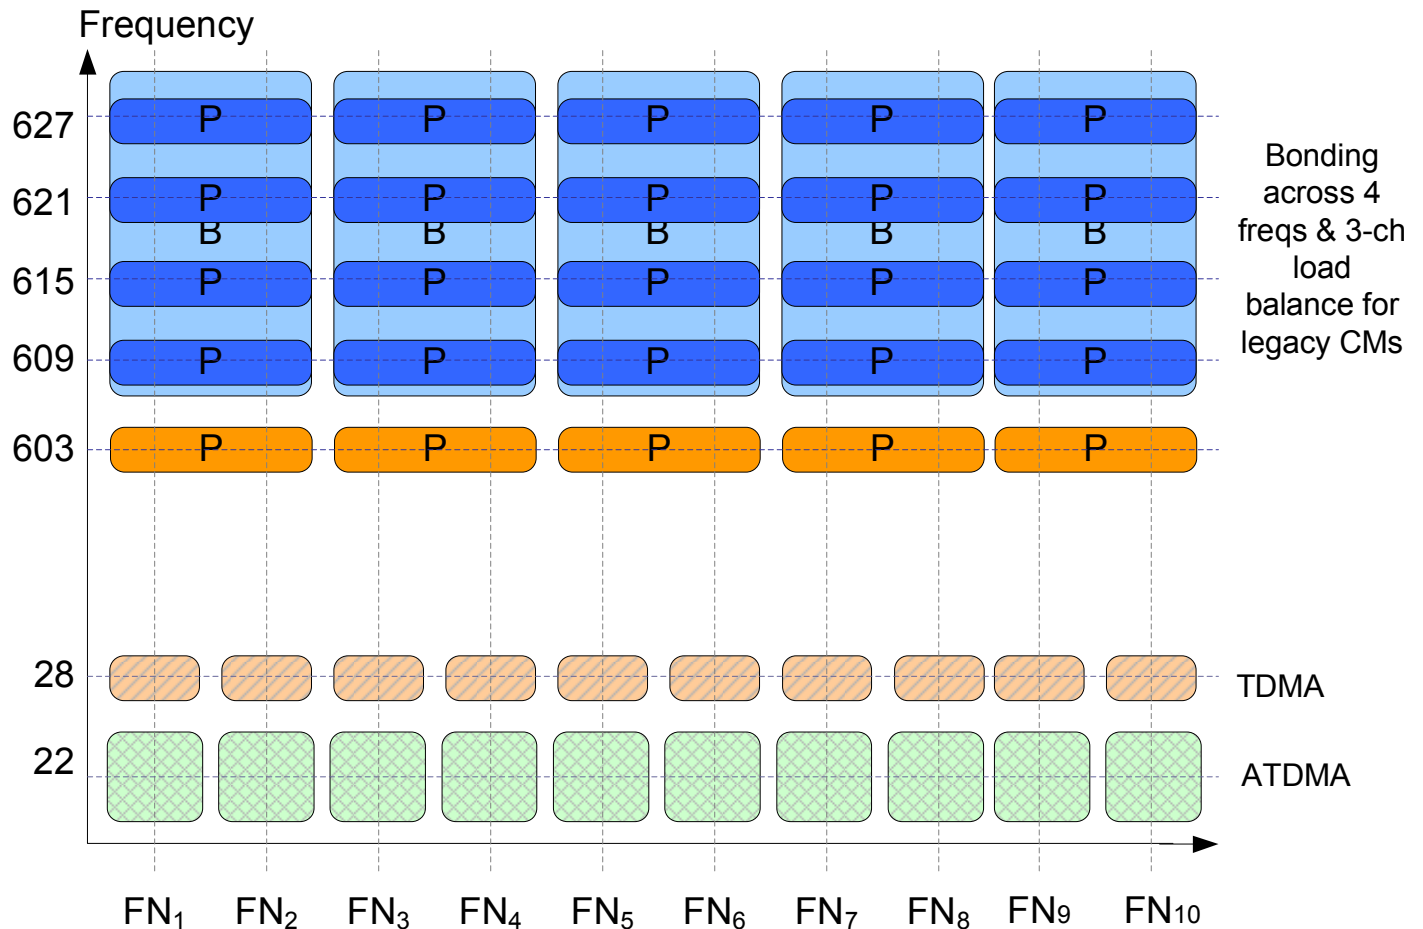 Frequency
627 P P P P P
621 P P P P P
B B B B B
615 P P P P P
609 P P P P P
603 P P P P P
Bonding
across 4
freqs & 3-ch
load
balance for
legacy CMs
28 TDMA
22 ATDMA
FN1 FN2 FN3 FN4 FN5 FN6 FN7 FN8 FN9 FN10